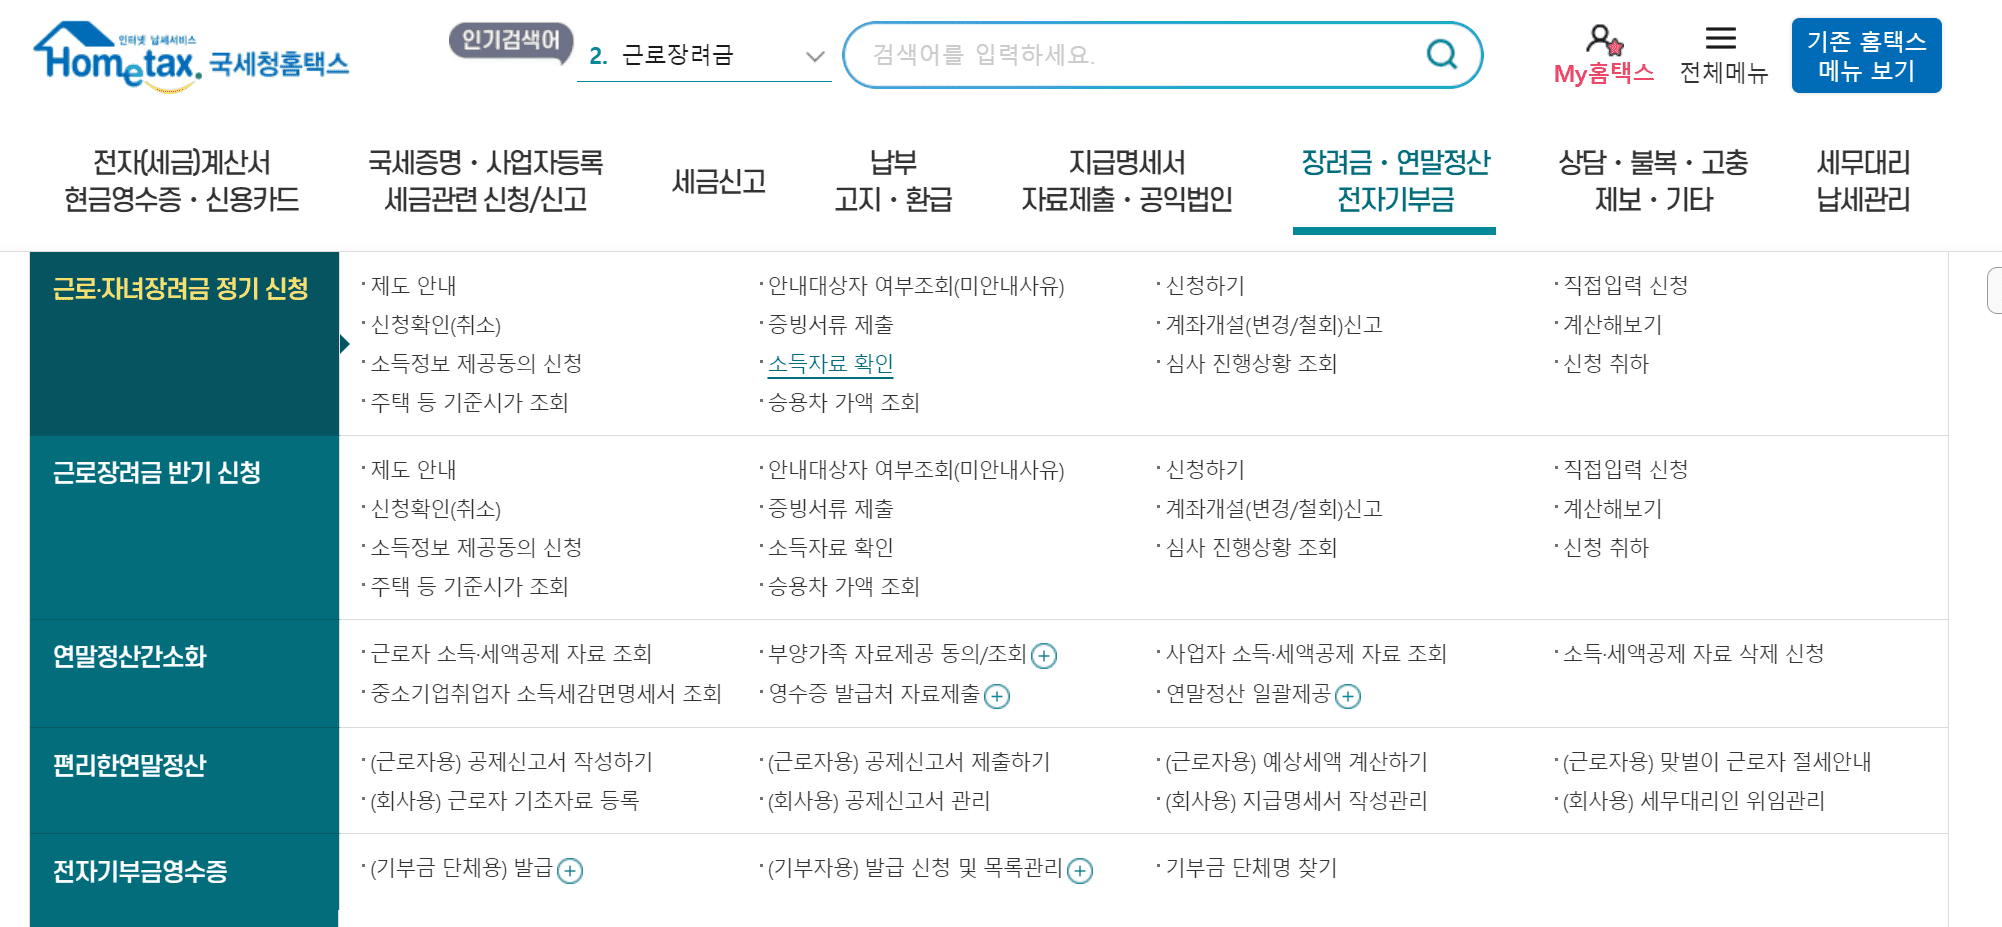 인터넷 납세서비스
Hometax. 국세청홈택스
인기검색어
2. 근로장려금
검색어를 입력하세요.
My홈택스
전체메뉴
기존 홈택스
메뉴 보기
전자(세금)계산서
현금영수증 · 신용카드
국세증명 · 사업자등록
세금관련 신청/신고
세금신고
납부
고지 · 환급
지급명세서
자료제출 · 공익법인
장려금 · 연말정산
전자기부금
상담 · 불복 · 고충
제보 · 기타
세무대리
납세관리
근로·자녀장려금 정기 신청
· 제도 안내
· 안내대상자 여부조회(미안내사유)
· 신청하기
· 직접입력 신청
· 신청확인(취소)
· 증빙서류 제출
· 계좌개설(변경/철회)신고
· 계산해보기
· 소득정보 제공동의 신청
· 소득자료 확인
· 심사 진행상황 조회
· 신청 취하
· 주택 등 기준시가 조회
· 승용차 가액 조회
근로장려금 반기 신청
· 제도 안내
· 안내대상자 여부조회(미안내사유)
· 신청하기
· 직접입력 신청
· 신청확인(취소)
· 증빙서류 제출
· 계좌개설(변경/철회)신고
· 계산해보기
· 소득정보 제공동의 신청
· 소득자료 확인
· 심사 진행상황 조회
· 신청 취하
· 주택 등 기준시가 조회
· 승용차 가액 조회
연말정산간소화
· 근로자 소득·세액공제 자료 조회
· 부양가족 자료제공 동의/조회
· 사업자 소득·세액공제 자료 조회
· 소득·세액공제 자료 삭제 신청
· 중소기업취업자 소득세감면명세서 조회
· 영수증 발급처 자료제출
· 연말정산 일괄제공
편리한연말정산
· (근로자용) 공제신고서 작성하기
· (근로자용) 공제신고서 제출하기
· (근로자용) 예상세액 계산하기
· (근로자용) 맞벌이 근로자 절세안내
· (회사용) 근로자 기초자료 등록
· (회사용) 공제신고서 관리
· (회사용) 지급명세서 작성관리
· (회사용) 세무대리인 위임관리
전자기부금영수증
· (기부금 단체용) 발급
· (기부자용) 발급 신청 및 목록관리
· 기부금 단체명 찾기